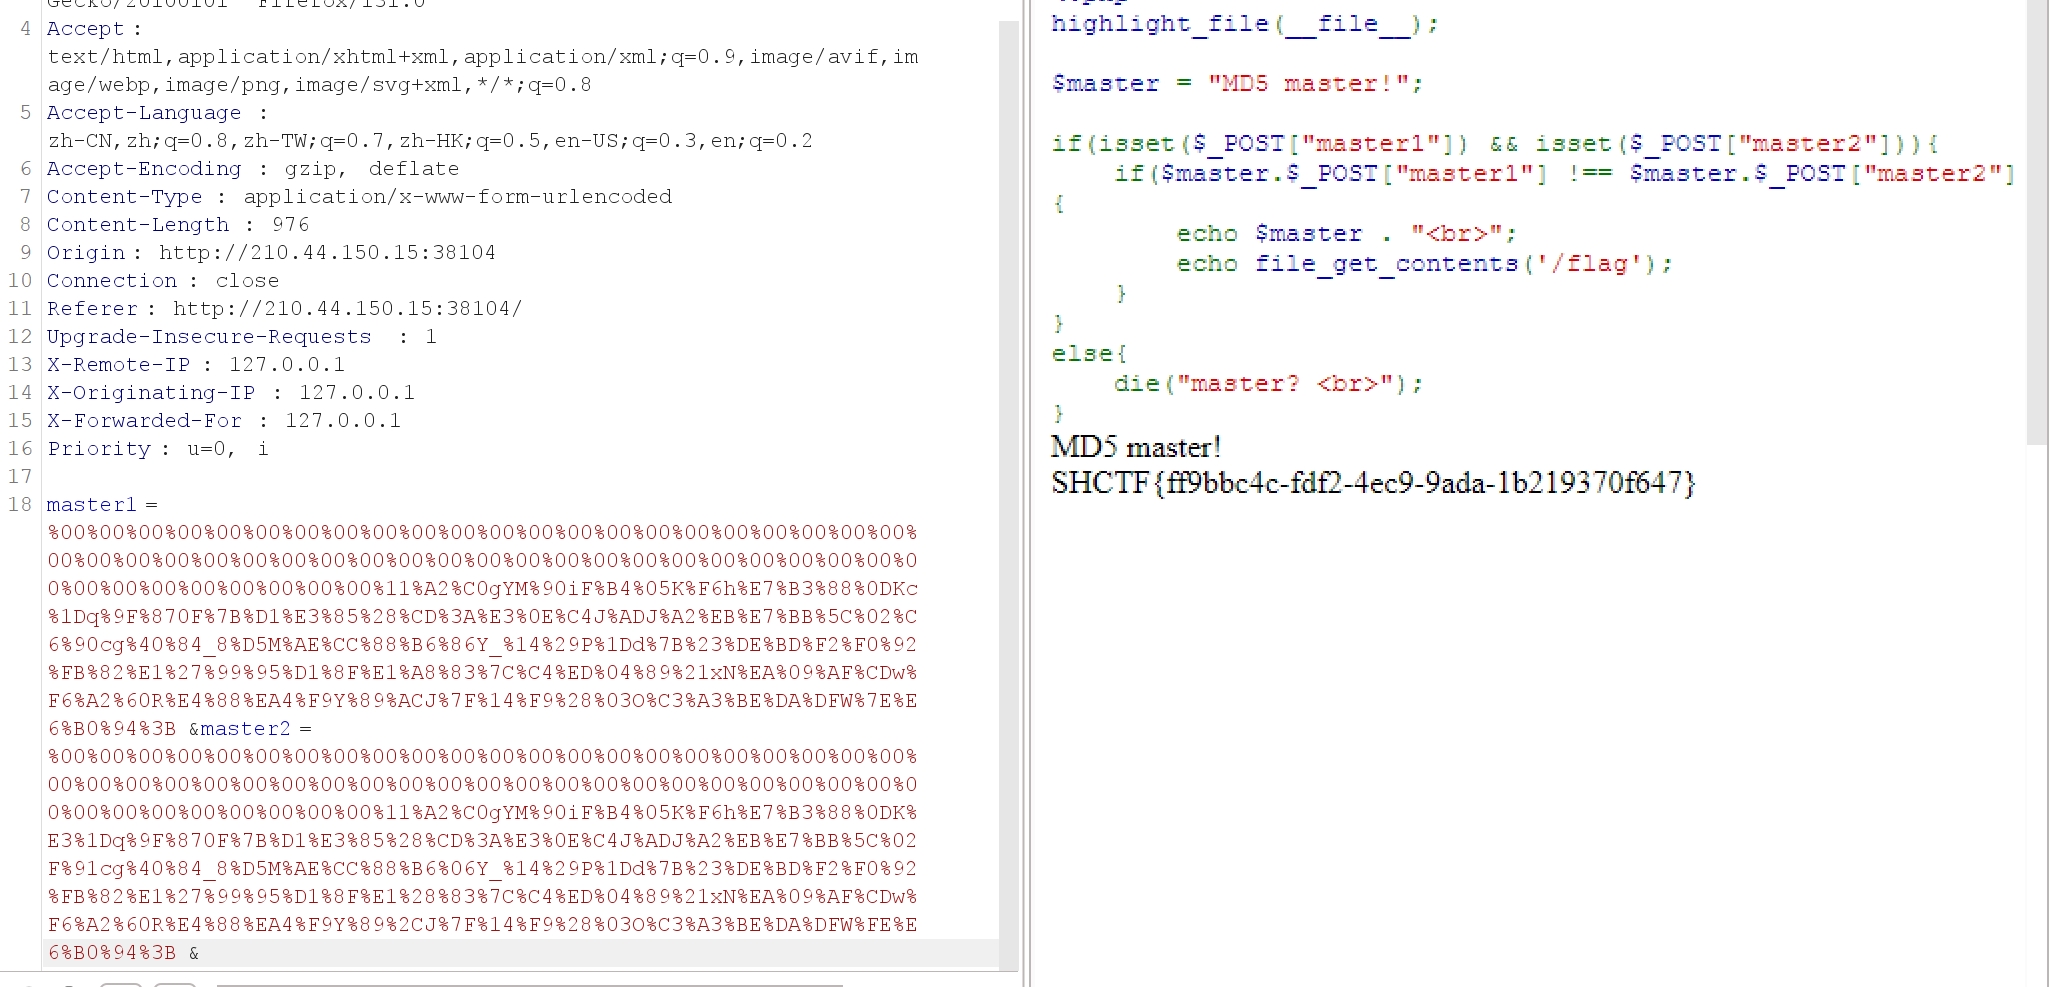 Gecko/20100101 Firefox/131.0
4 Accept :
text/html,application/xhtml+xml,application/xml;q=0.9,image/avif,im
age/webp,image/png,image/svg+xml,*/*;q=0.8
5 Accept-Language :
zh-CN,zh;q=0.8,zh-TW;q=0.7,zh-HK;q=0.5,en-US;q=0.3,en;q=0.2
6 Accept-Encoding : gzip, deflate
7 Content-Type : application/x-www-form-urlencoded
8 Content-Length : 976
9 Origin : http://210.44.150.15:38104
10 Connection : close
11 Referer : http://210.44.150.15:38104/
12 Upgrade-Insecure-Requests : 1
13 X-Remote-IP : 127.0.0.1
14 X-Originating-IP : 127.0.0.1
15 X-Forwarded-For : 127.0.0.1
16 Priority : u=0, i
17
18 master1 =
%00%00%00%00%00%00%00%00%00%00%00%00%00%00%00%00%00%00%00%00%00%00%
00%00%00%00%00%00%00%00%00%00%00%00%00%00%00%00%00%00%00%00%00%00%0
0%00%00%00%00%00%00%00%00%11%A2%C0gYM%90iF%B4%05K%F6h%E7%B3%88%0DKc
%1Dq%9F%870F%7B%D1%E3%85%28%CD%3A%E3%0E%C4J%ADJ%A2%EB%E7%BB%5C%02%C
6%90cg%40%84_8%D5M%AE%CC%88%B6%86Y_%14%29P%1Dd%7B%23%DE%BD%F2%F0%92
%FB%82%E1%27%99%95%D1%8F%E1%A8%83%7C%C4%ED%04%89%21xN%EA%09%AF%CDw%
F6%A2%60R%E4%88%EA4%F9Y%89%ACJ%7F%14%F9%28%03O%C3%A3%BE%DA%DFW%7E%E
6%B0%94%3B &master2 =
%00%00%00%00%00%00%00%00%00%00%00%00%00%00%00%00%00%00%00%00%00%00%
00%00%00%00%00%00%00%00%00%00%00%00%00%00%00%00%00%00%00%00%00%00%0
0%00%00%00%00%00%00%00%00%11%A2%C0gYM%90iF%B4%05K%F6h%E7%B3%88%0DK%
E3%1Dq%9F%870F%7B%D1%E3%85%28%CD%3A%E3%0E%C4J%ADJ%A2%EB%E7%BB%5C%02
F%91cg%40%84_8%D5M%AE%CC%88%B6%06Y_%14%29P%1Dd%7B%23%DE%BD%F2%F0%92
%FB%82%E1%27%99%95%D1%8F%E1%28%83%7C%C4%ED%04%89%21xN%EA%09%AF%CDw%
F6%A2%60R%E4%88%EA4%F9Y%89%2CJ%7F%14%F9%28%03O%C3%A3%BE%DA%DFW%FE%E
6%B0%94%3B &
highlight_file(__file__);
$master = "MD5 master!";
if(isset($_POST["master1"]) && isset($_POST["master2"])){
if($master.$_POST["master1"] !== $master.$_POST["master2"]
{
echo $master . "<br>";
echo file_get_contents('/flag');
}
}
else{
die("master? <br>");
}
MD5 master!
SHCTF{ff9bbc4c-fdf2-4ec9-9ada-1b219370f647}